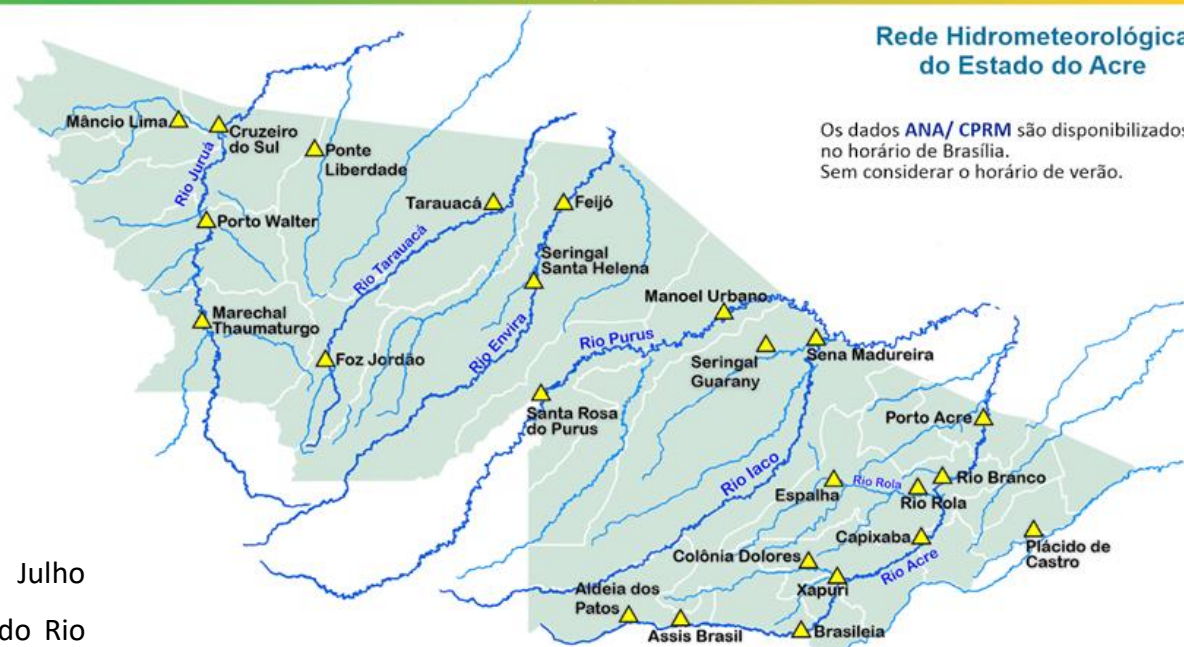 Rede Hidrometeorológica
do Estado do Acre
Os dados ANA/ CPRM são disponibilizados
no horário de Brasília.
Sem considerar o horário de verão.
Mâncio Lima
Cruzeiro
do Sul
Ponte
Liberdade
Rio Juruá
Porto Walter
Tarauacá
Feijó
Rio Tarauacá
Seringal
Santa Helena
Marechal
Thaumaturgo
Foz Jordão
Rio Envira
Manoel Urbano
Rio Purus
Seringal
Guarany
Sena Madureira
Santa Rosa
do Purus
Porto Acre
Rio Iaco
Espalha
Rio Rola
Rio Rola
Rio Branco
Capixaba
Plácido de
Castro
Colônia Dolores
Xapuri
Rio Acre
Aldeia dos
Patos
Assis Brasil
Brasileia
Julho
do Rio